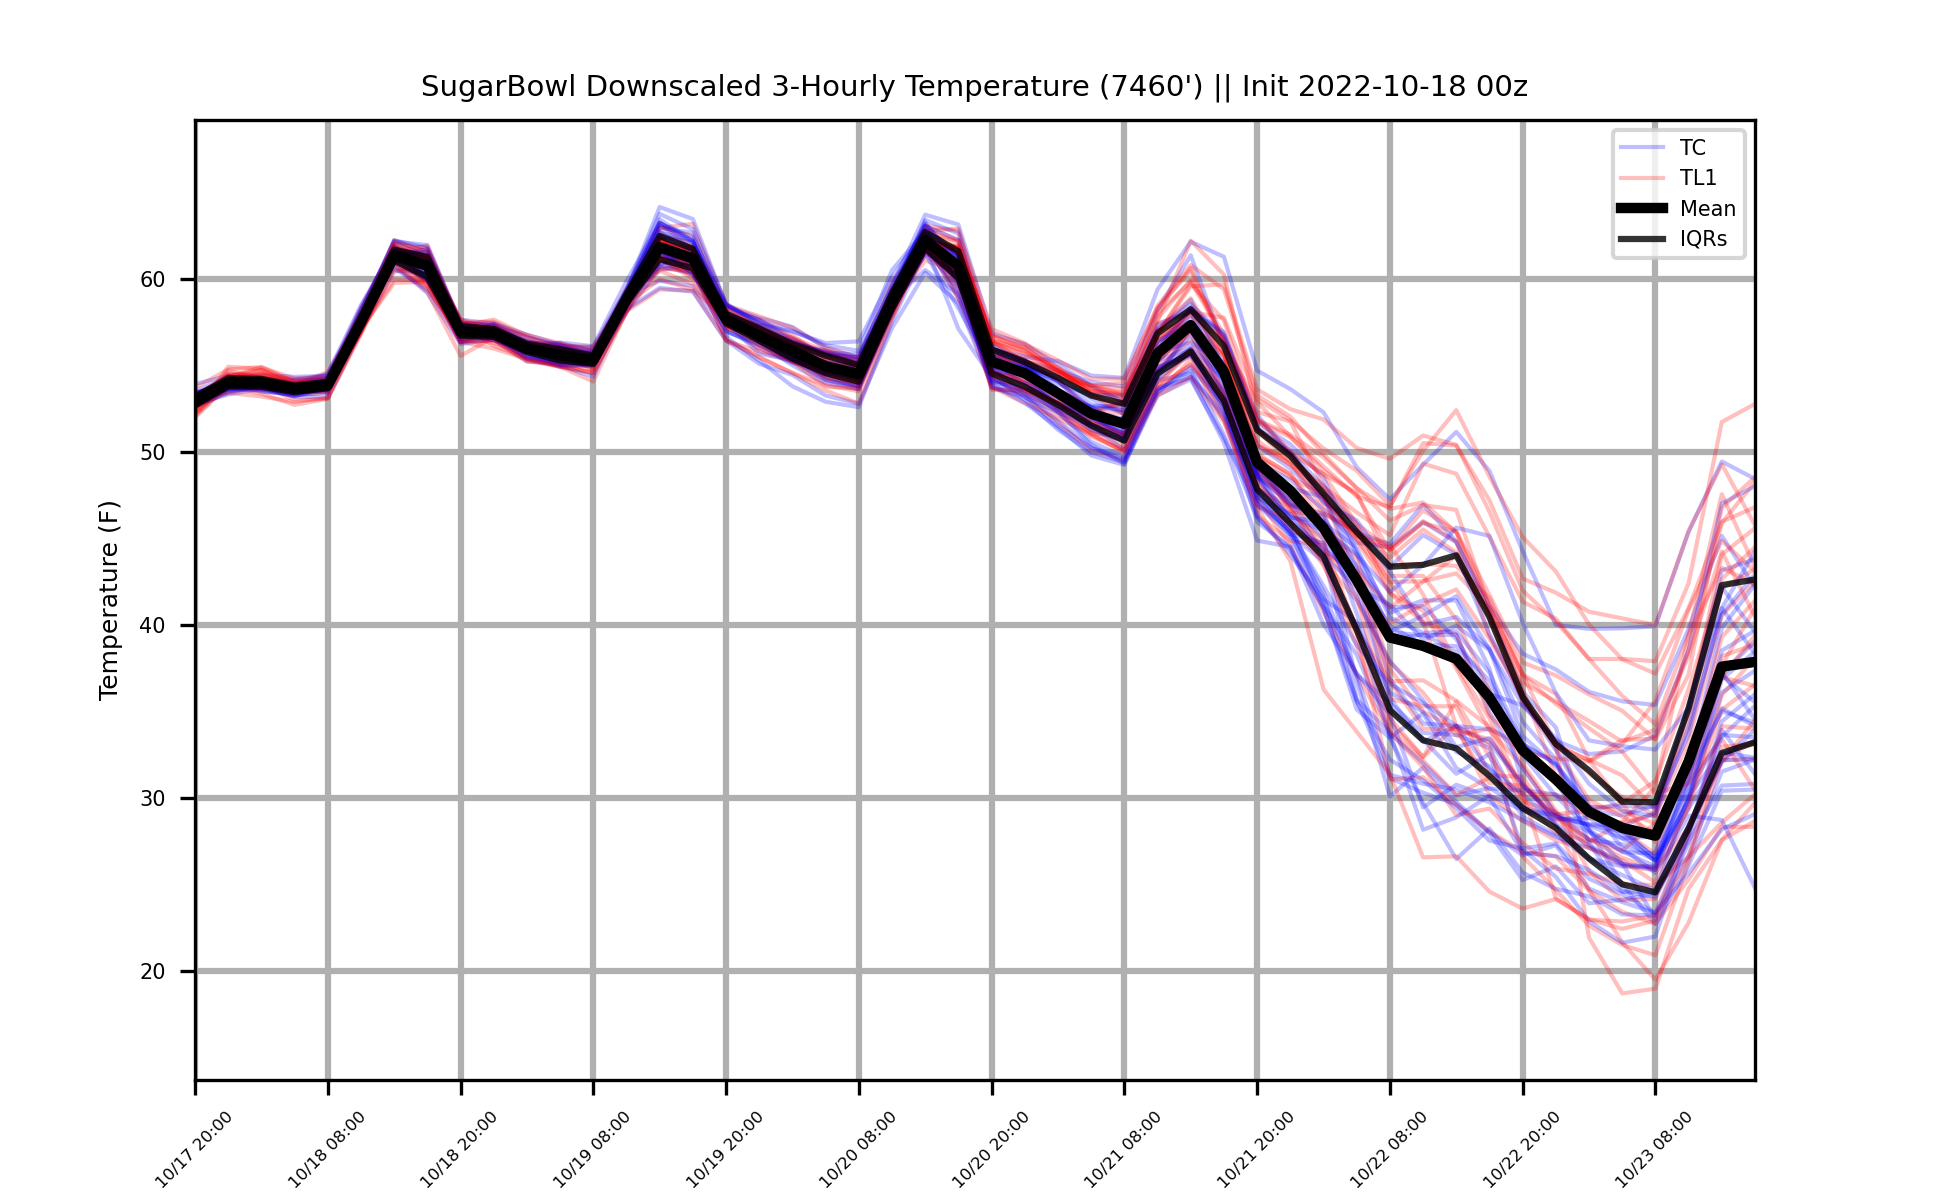 SugarBowl Downscaled 3-Hourly Temperature (7460') || Init 2022-10-18 00z
TC
TL1
Mean
IQRs
Temperature (F)
60
50
40
30
20
10/17 20:00
10/18 08:00
10/18 20:00
10/19 08:00
10/19 20:00
10/20 08:00
10/20 20:00
10/21 08:00
10/21 20:00
10/22 08:00
10/22 20:00
10/23 08:00